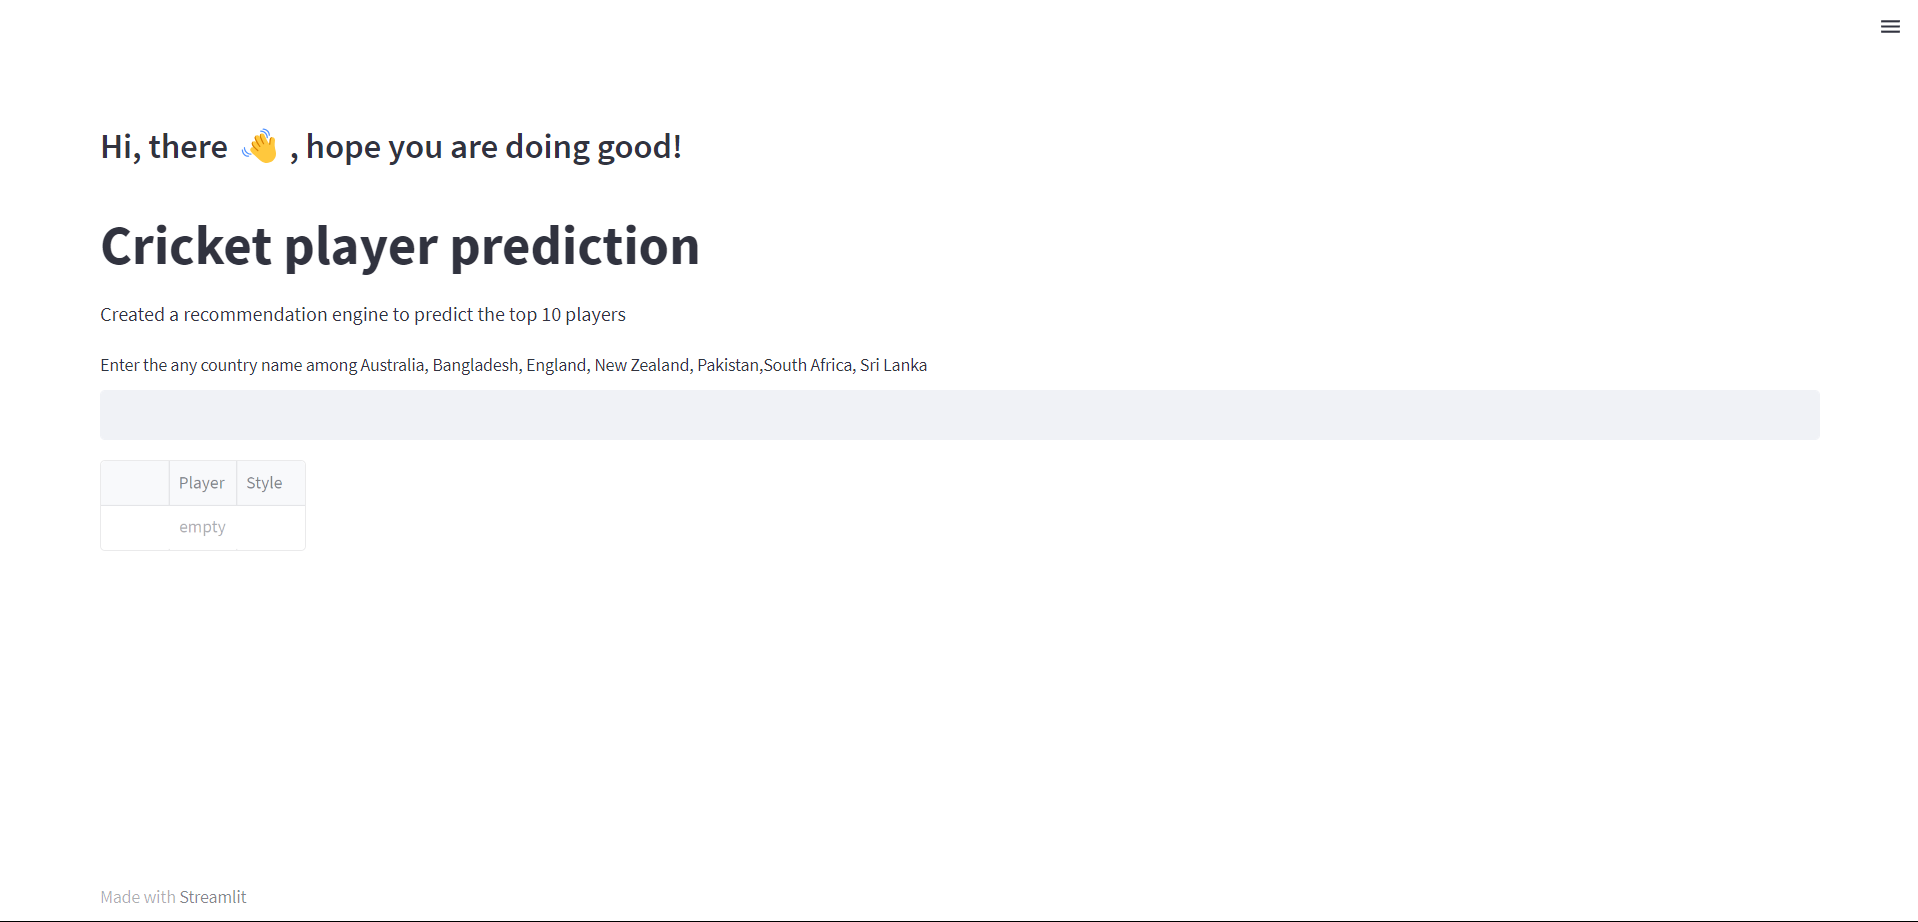 Hi, there 👋 , hope you are doing good!
Cricket player prediction
Created a recommendation engine to predict the top 10 players
Enter the any country name among Australia, Bangladesh, England, New Zealand, Pakistan,South Africa, Sri Lanka
Player Style
empty
Made with Streamlit